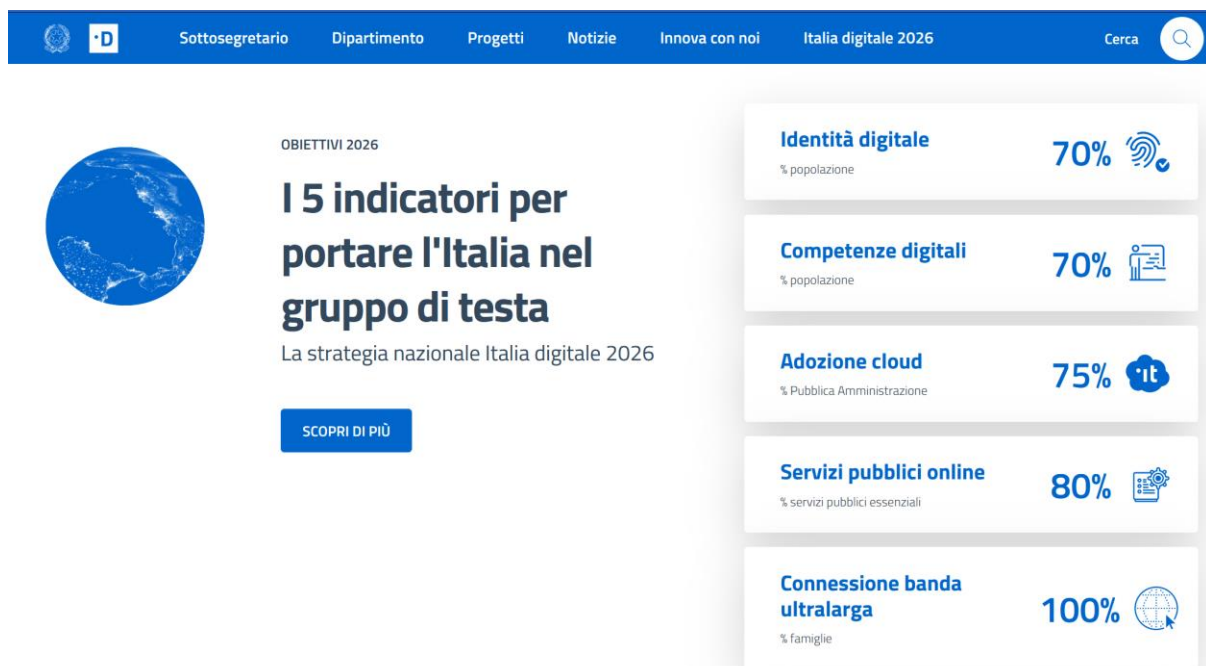 ·D
Sottosegretario Dipartimento Progetti Notizie Innova con noi Italia digitale 2026 Cerca
OBIETTIVI 2026
I 5 indicatori per
portare l'Italia nel
gruppo di testa
La strategia nazionale Italia digitale 2026
SCOPRI DI PIÙ
Identità digitale
% popolazione
70%
Competenze digitali
% popolazione
70%
Adozione cloud
% Pubblica Amministrazione
75%
·it
Servizi pubblici online
% servizi pubblici essenziali
80%
Connessione banda
ultralarga
% famiglie
100%